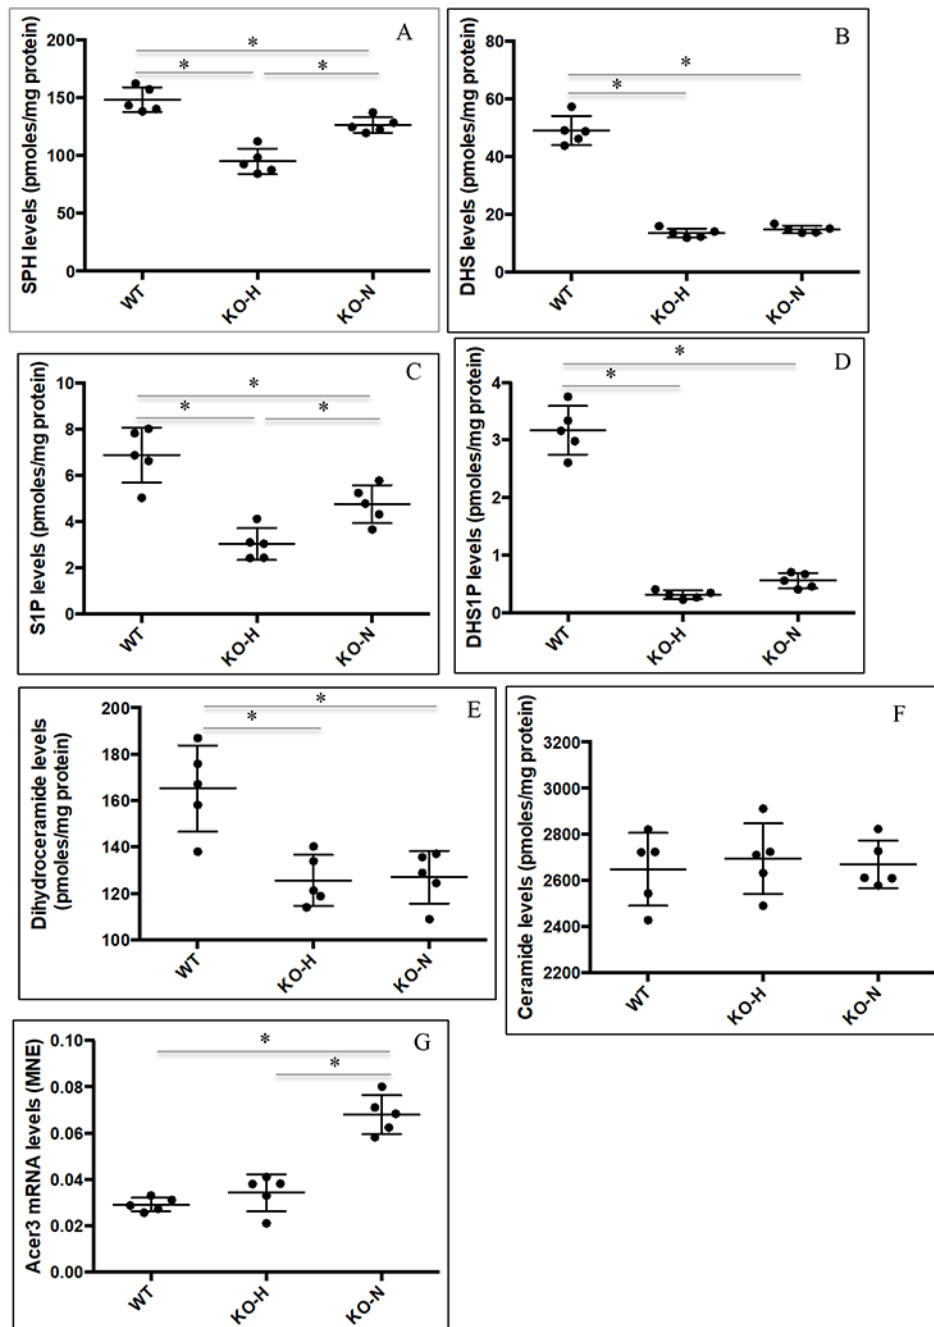 A
SPH levels (pmoles/mg protein)
200
150
100
50
0
*
*
*
WT
KO-H
KO-N
B
DHS levels (pmoles/mg protein)
80
60
40
20
0
*
*
WT
KO-H
KO-N
C
S1P levels (pmoles/mg protein)
10
8
6
4
2
0
*
*
*
WT
KO-H
KO-N
D
DHS1P levels (pmoles/mg protein)
4
3
2
1
0
*
*
WT
KO-H
KO-N
E
Dihydroceramide levels
(pmoles/mg protein)
200
180
160
140
120
100
*
*
WT
KO-H
KO-N
F
Ceramide levels (pmoles/mg protein)
3200
3000
2800
2600
2400
2200
WT
KO-H
KO-N
G
Acer3 mRNA levels (MNE)
0.10
0.08
0.06
0.04
0.02
0.00
*
*
WT
KO-H
KO-N